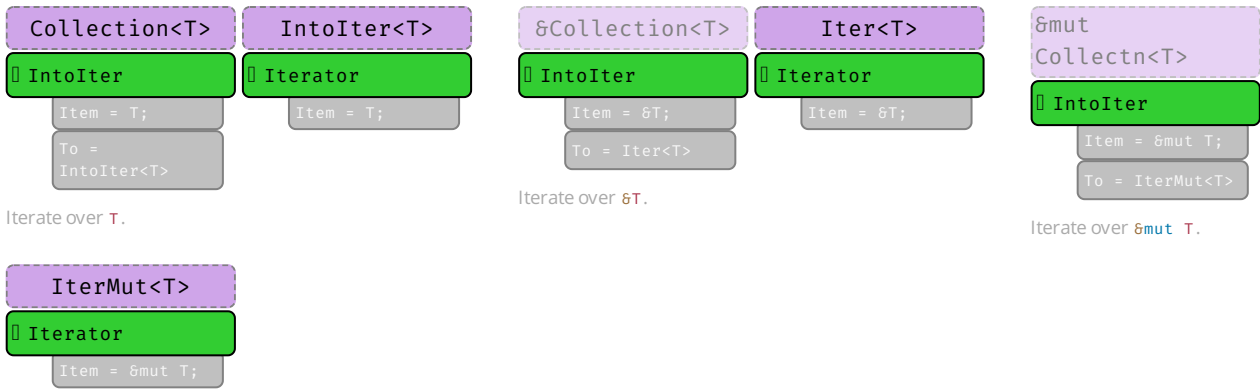 Collection<T>
IntoIter
Item = T;
To =
IntoIter<T>
IntoIter<T>
Iterator
Item = T;
Iterate over T.
&Collection<T>
IntoIter
Item = &T;
To = Iter<T>
Iter<T>
Iterator
Item = &T;
Iterate over &T.
&mut
Collectn<T>
IntoIter
Item = &mut T;
To = IterMut<T>
Iterate over &mut T.
IterMut<T>
Iterator
Item = &mut T;